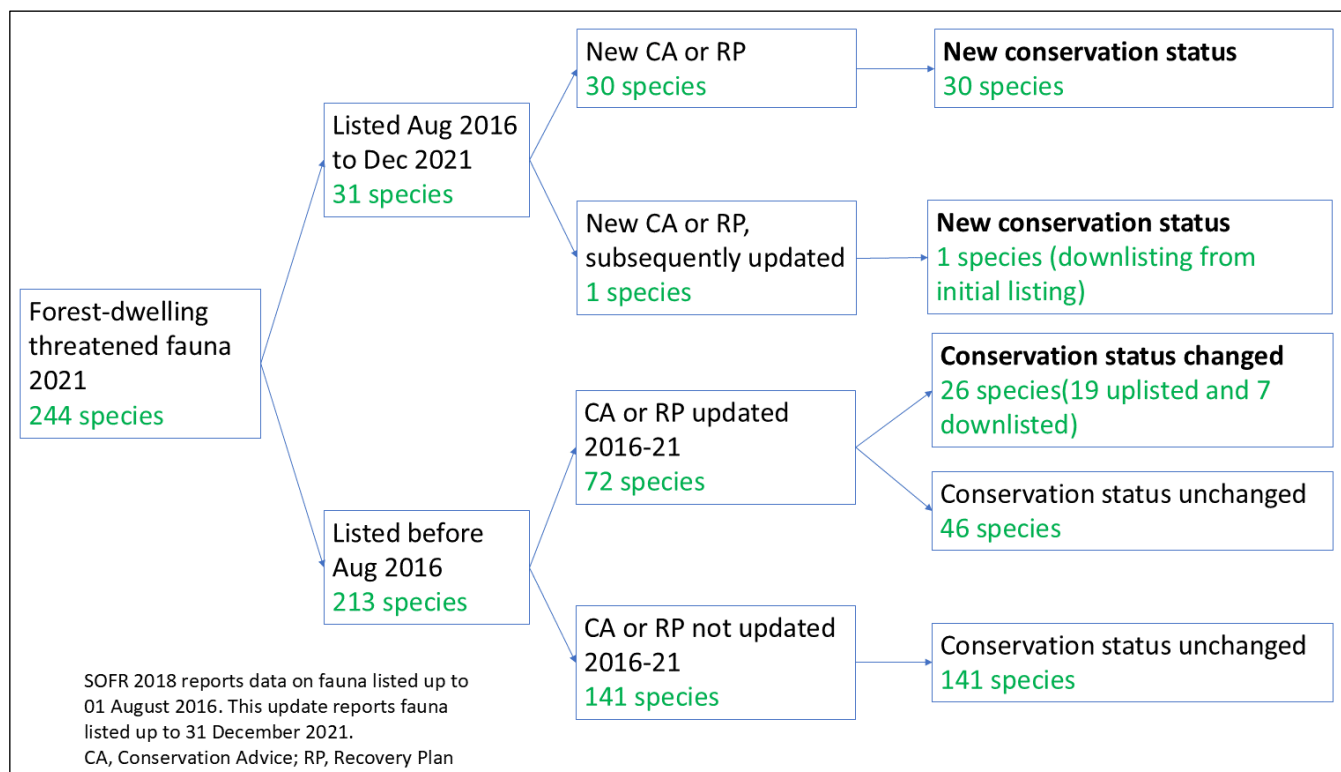 Forest-dwelling
threatened fauna
2021
244 species
Listed Aug 2016
to Dec 2021
31 species
Listed before
Aug 2016
213 species
New CA or RP
30 species
New CA or RP,
subsequently updated
1 species
CA or RP updated
2016-21
72 species
CA or RP not updated
2016-21
141 species
New conservation status
30 species
New conservation status
1 species (downlisting from
initial listing)
Conservation status changed
26 species(19 uplisted and 7
downlisted)
Conservation status unchanged
46 species
Conservation status unchanged
141 species
SOFR 2018 reports data on fauna listed up to
01 August 2016. This update reports fauna
listed up to 31 December 2021.
CA, Conservation Advice; RP, Recovery Plan